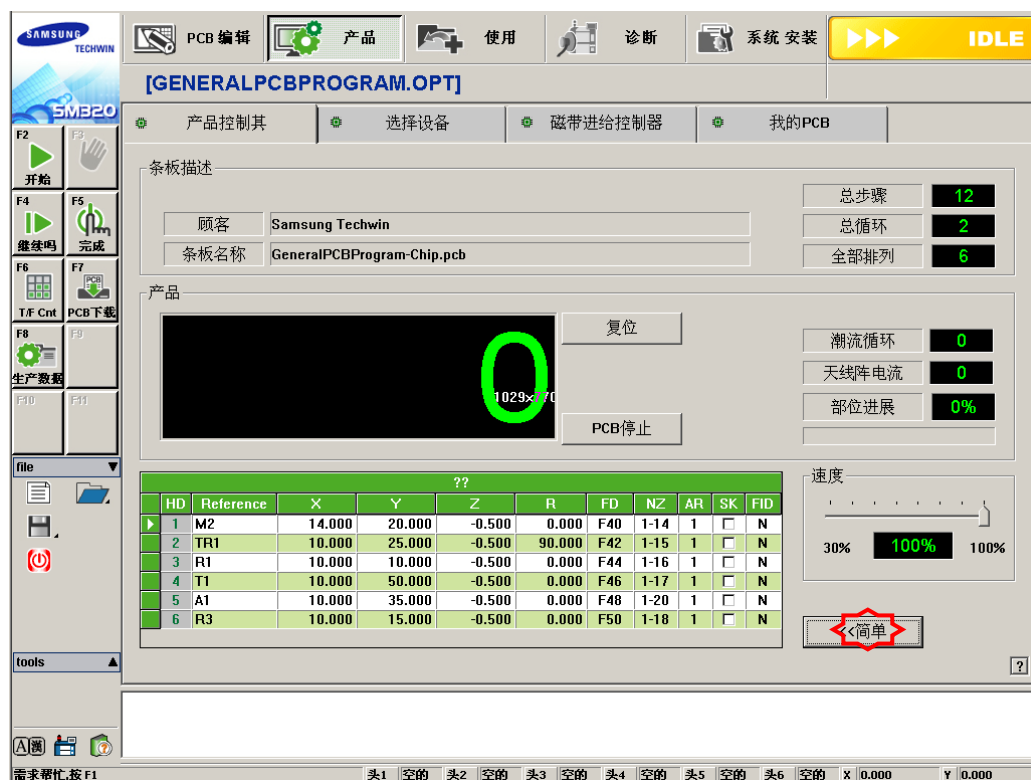 SAMSUNG
TECHWIN
SM320
PCB 编辑
产品
使用
诊断
系统 安装
IDLE
[GENERALPCBPROGRAM.OPT]
产品控制其
选择设备
磁带进给控制器
我的PCB
F2
开始
F3
F4
继续吗
F5
完成
F6
T/F Cnt
F7
PCB
PCB下载
F8
生产数据
F9
F10
F11
file
tools
A漢
条板描述
顾客 Samsung Techwin
条板名称 GeneralPCBProgram-Chip.pcb
总步骤 12
总循环 2
全部排列 6
产品
0
1029x770
复位
PCB停止
潮流循环 0
天线阵电流 0
部位进展 0%
??
HD Reference X Y Z R FD NZ AR SK FID
1 M2 14.000 20.000 -0.500 0.000 F40 1-14 1 N
2 TR1 10.000 25.000 -0.500 90.000 F42 1-15 1 N
3 R1 10.000 10.000 -0.500 0.000 F44 1-16 1 N
4 T1 10.000 50.000 -0.500 0.000 F46 1-17 1 N
5 A1 10.000 35.000 -0.500 0.000 F48 1-20 1 N
6 R3 10.000 15.000 -0.500 0.000 F50 1-18 1 N
速度
30% 100% 100%
<<简单
?
需求帮忙,按 F1
头1 空的 头2 空的 头3 空的 头4 空的 头5 空的 头6 空的 X 0.000 Y 0.000